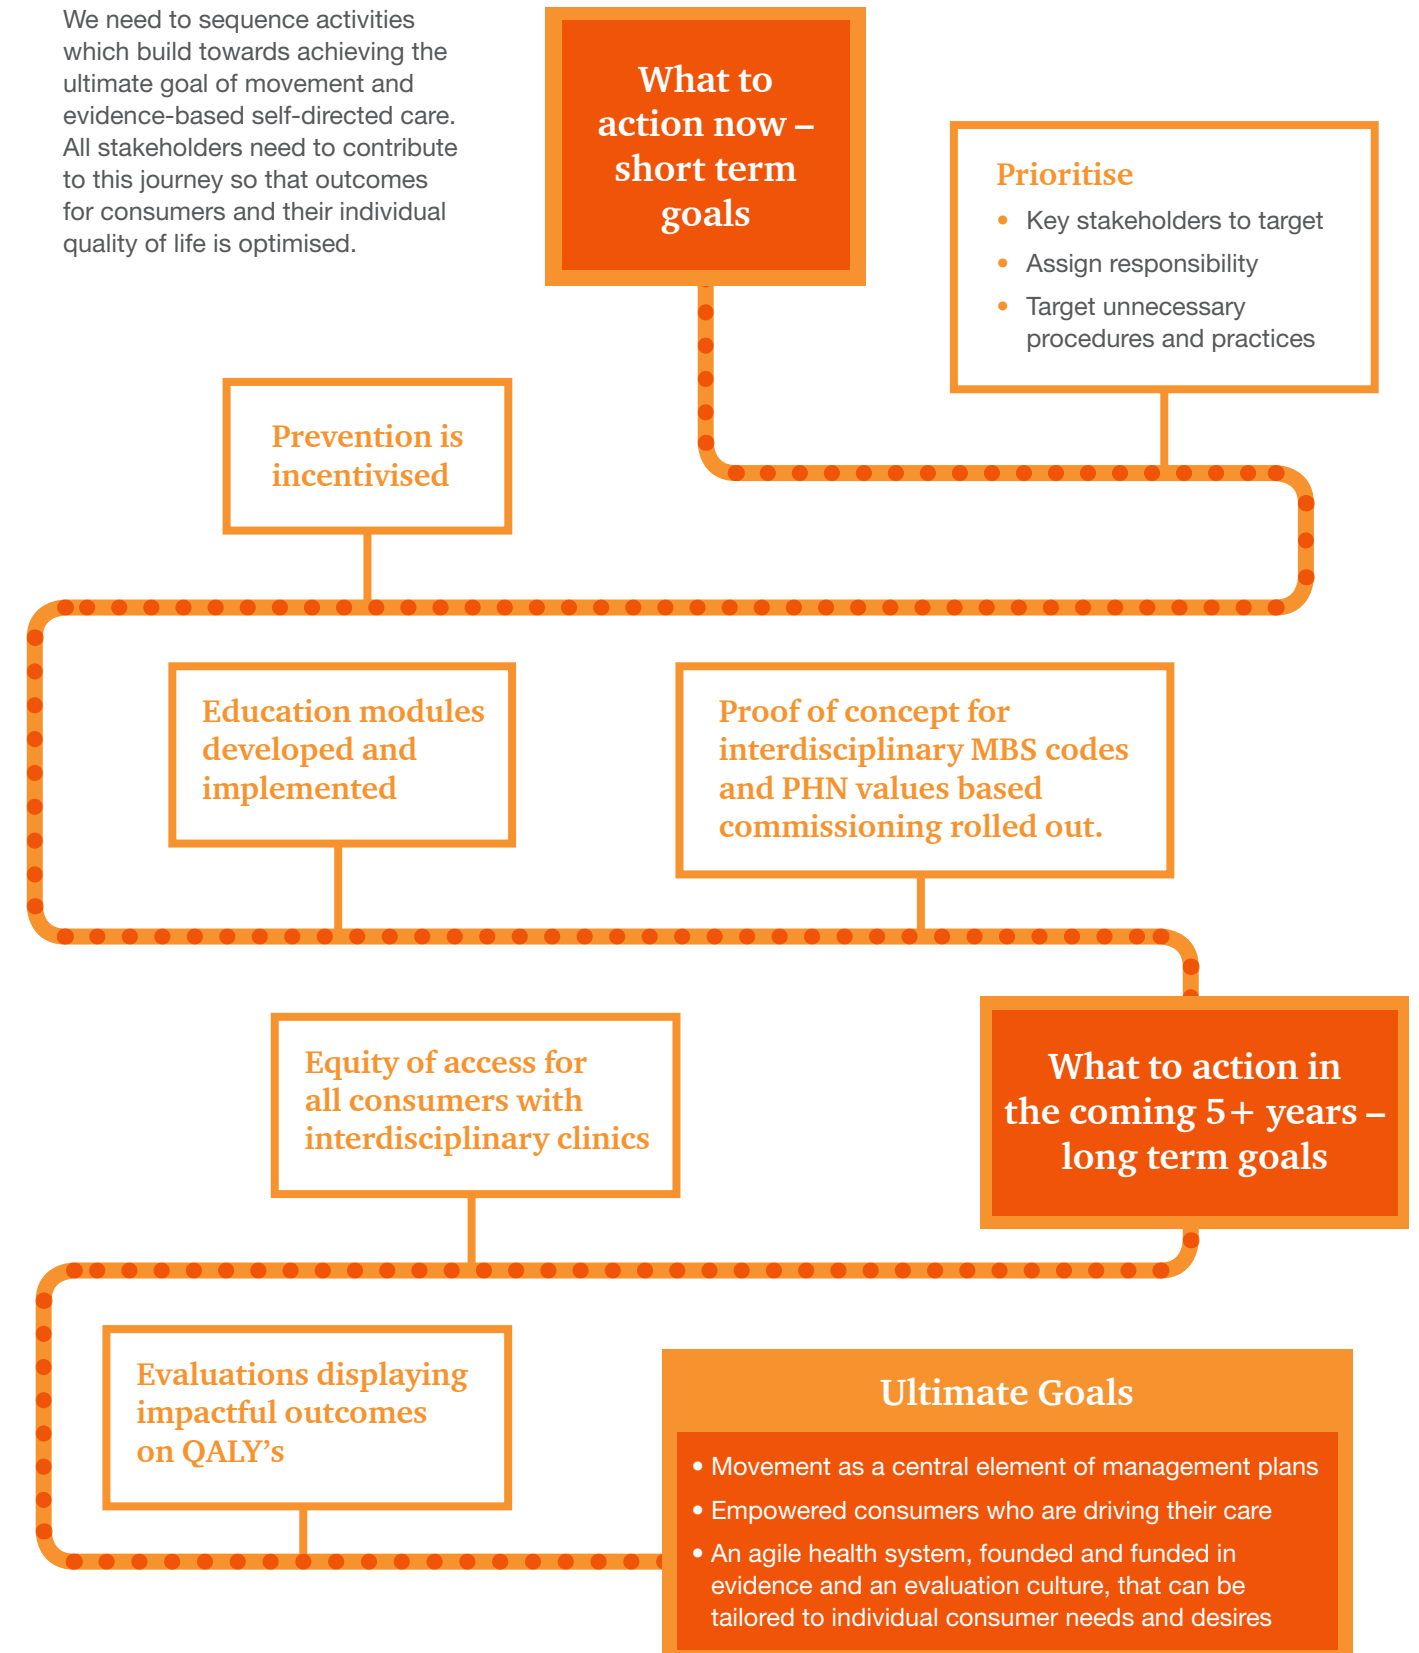 We need to sequence activities
which build towards achieving the
ultimate goal of movement and
evidence-based self-directed care.
All stakeholders need to contribute
to this journey so that outcomes
for consumers and their individual
quality of life is optimised.
What to
action now –
short term
goals
Prioritise
• Key stakeholders to target
• Assign responsibility
• Target unnecessary
procedures and practices
Prevention is
incentivised
Education modules
developed and
implemented
Proof of concept for
interdisciplinary MBS codes
and PHN values based
commissioning rolled out.
What to action in
the coming 5+ years –
long term goals
Equity of access for
all consumers with
interdisciplinary clinics
Evaluations displaying
impactful outcomes
on QALY’s
Ultimate Goals
• Movement as a central element of management plans
• Empowered consumers who are driving their care
• An agile health system, founded and funded in
evidence and an evaluation culture, that can be
tailored to individual consumer needs and desires